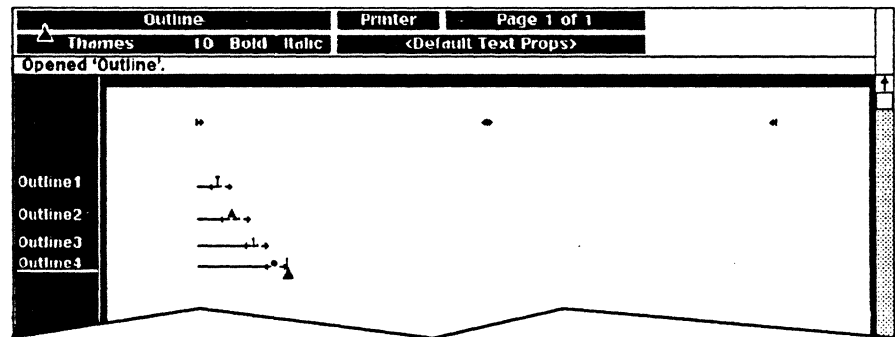 Outline Printer Page 1 of 1
Thames 10 Bold Italic <Default Text Props>
Opened 'Outline'.
Outline1 I
Outline2 A
Outline3 1
Outline4 •